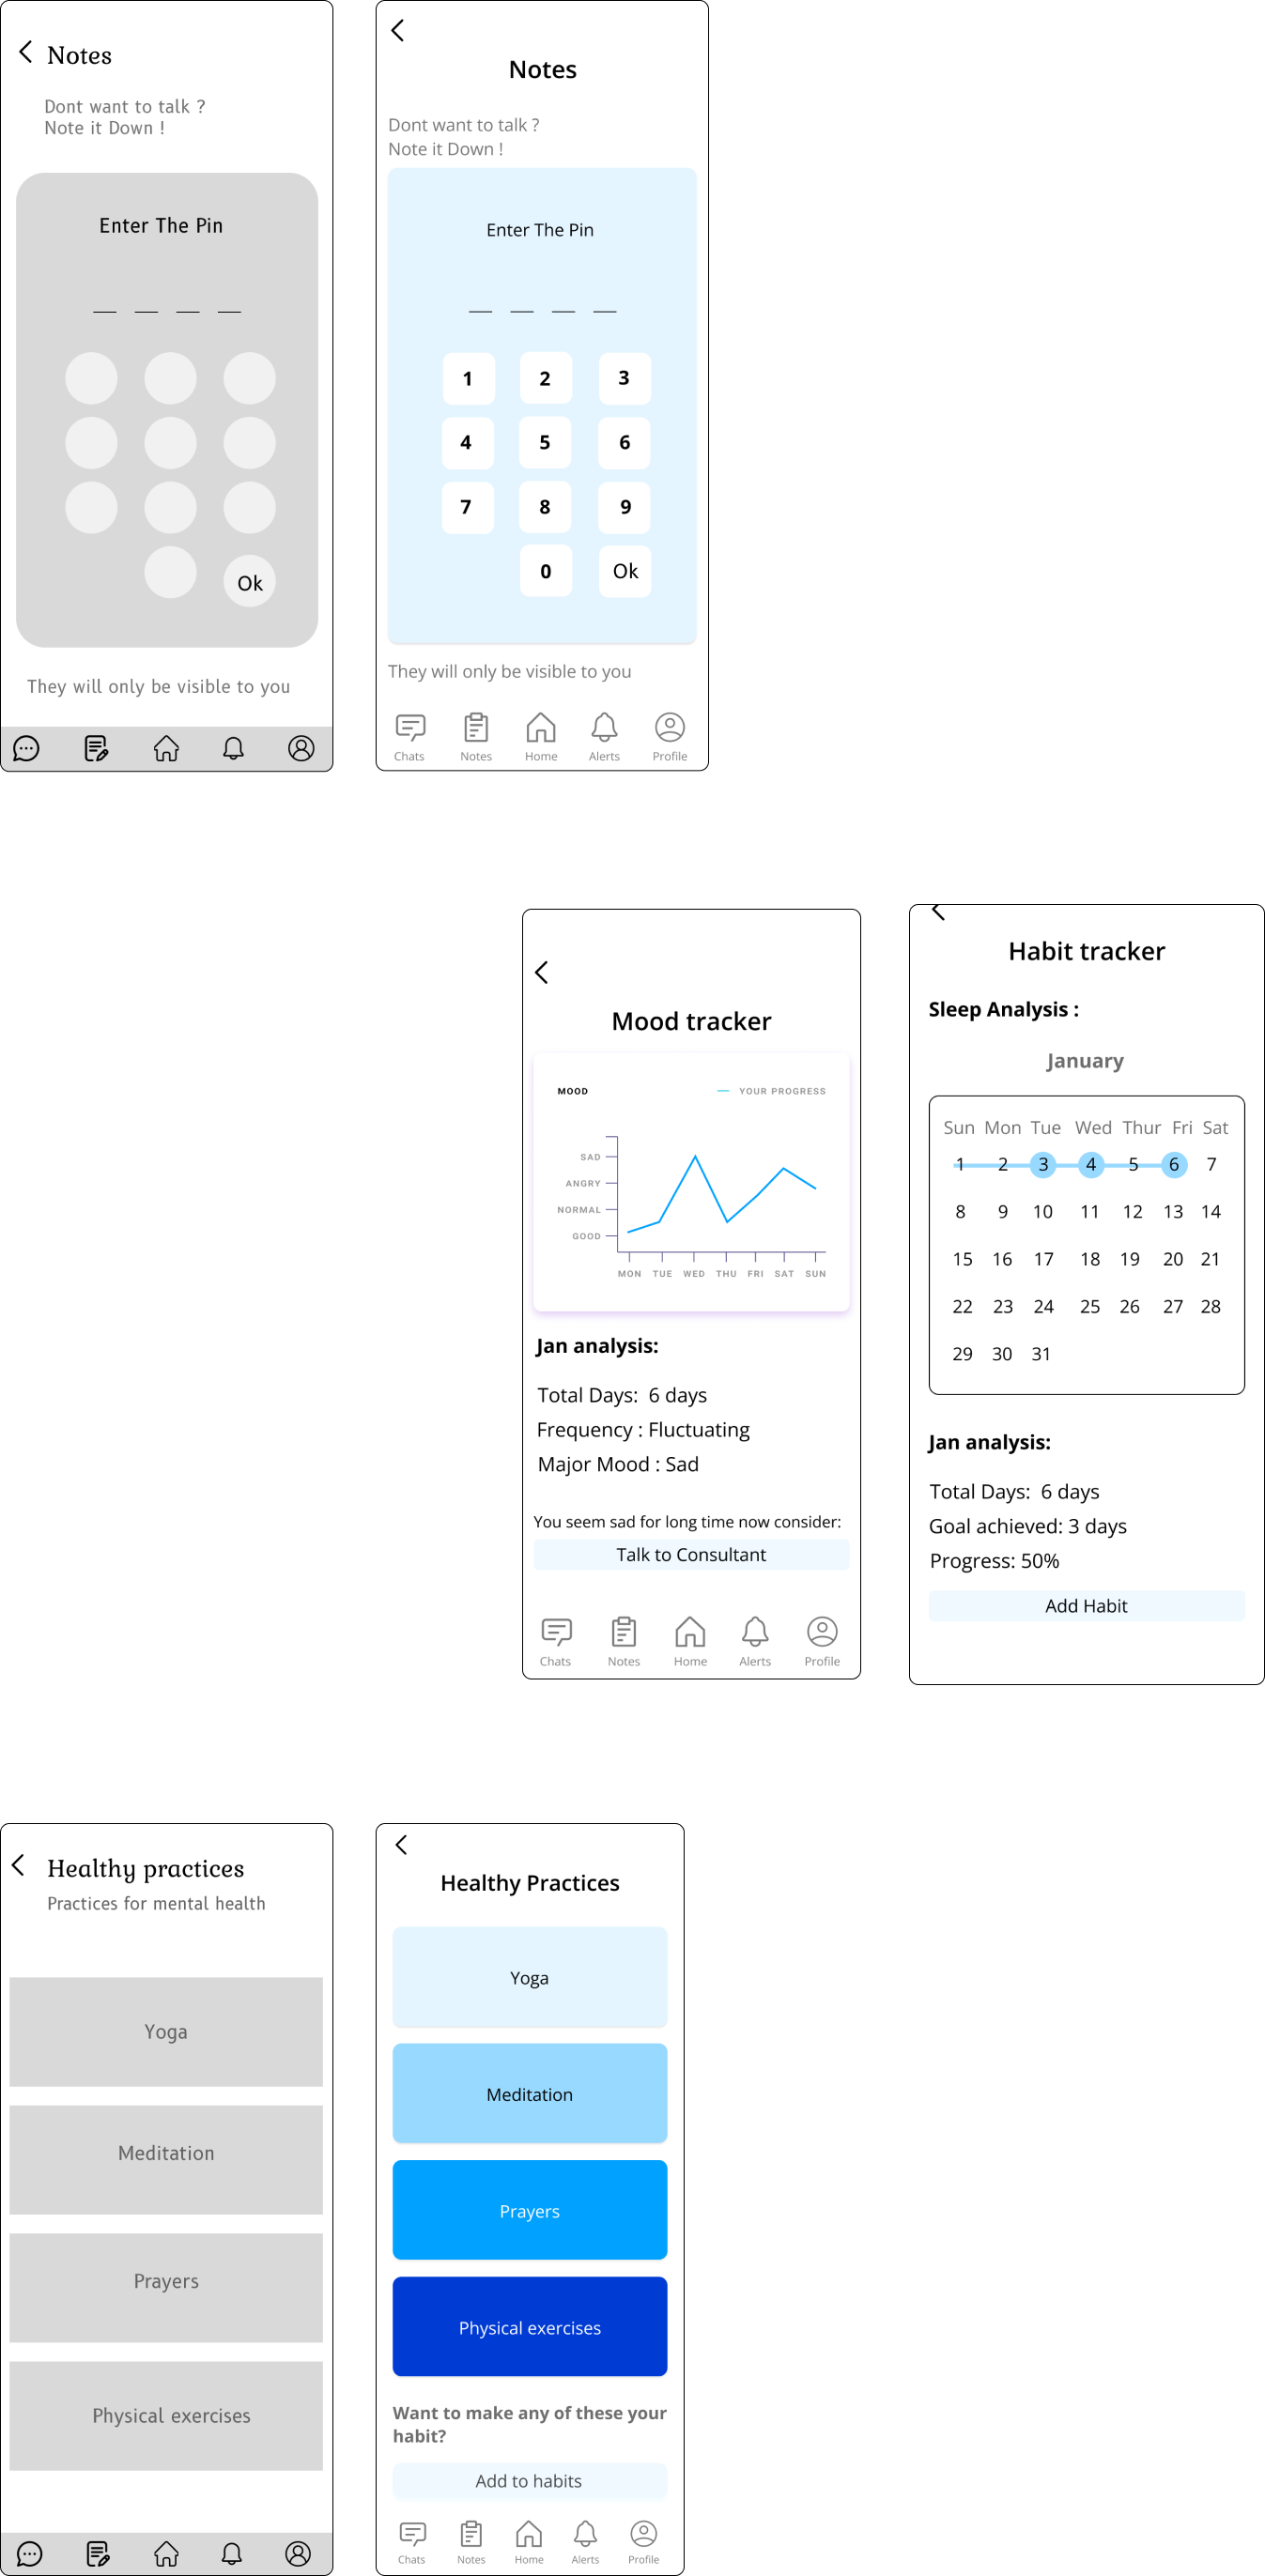 Notes
Dont want to talk ?
Note it Down !
Enter The Pin
Ok
They will only be visible to you
Notes
Dont want to talk ?
Note it Down !
Enter The Pin
1 2 3
4 5 6
7 8 9
0 Ok
They will only be visible to you
Chats Notes Home Alerts Profile
Mood tracker
MOOD YOUR PROGRESS
SAD
ANGRY
NORMAL
GOOD
MON TUE WED THU FRI SAT SUN
Jan analysis:
Total Days: 6 days
Frequency : Fluctuating
Major Mood : Sad
You seem sad for long time now consider:
Talk to Consultant
Chats Notes Home Alerts Profile
Habit tracker
Sleep Analysis :
January
Sun Mon Tue Wed Thur Fri Sat
1 2 3 4 5 6 7
8 9 10 11 12 13 14
15 16 17 18 19 20 21
22 23 24 25 26 27 28
29 30 31
Jan analysis:
Total Days: 6 days
Goal achieved: 3 days
Progress: 50%
Add Habit
Healthy practices
Practices for mental health
Yoga
Meditation
Prayers
Physical exercises
Healthy Practices
Yoga
Meditation
Prayers
Physical exercises
Want to make any of these your
habit?
Add to habits
Chats Notes Home Alerts Profile